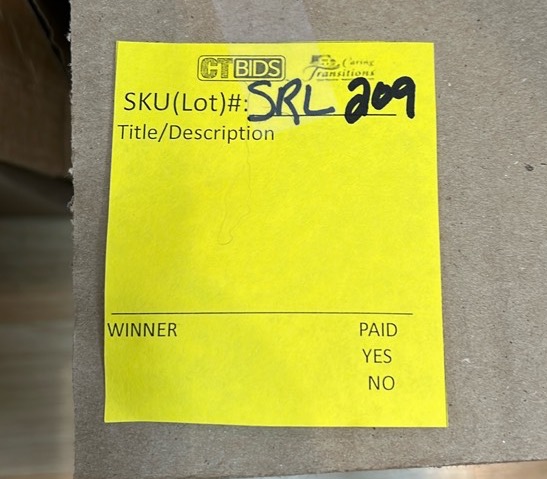 CTBIDS Caring Transitions
SKU(Lot)#: SRL 209
Title/Description
WINNER PAID
YES
NO